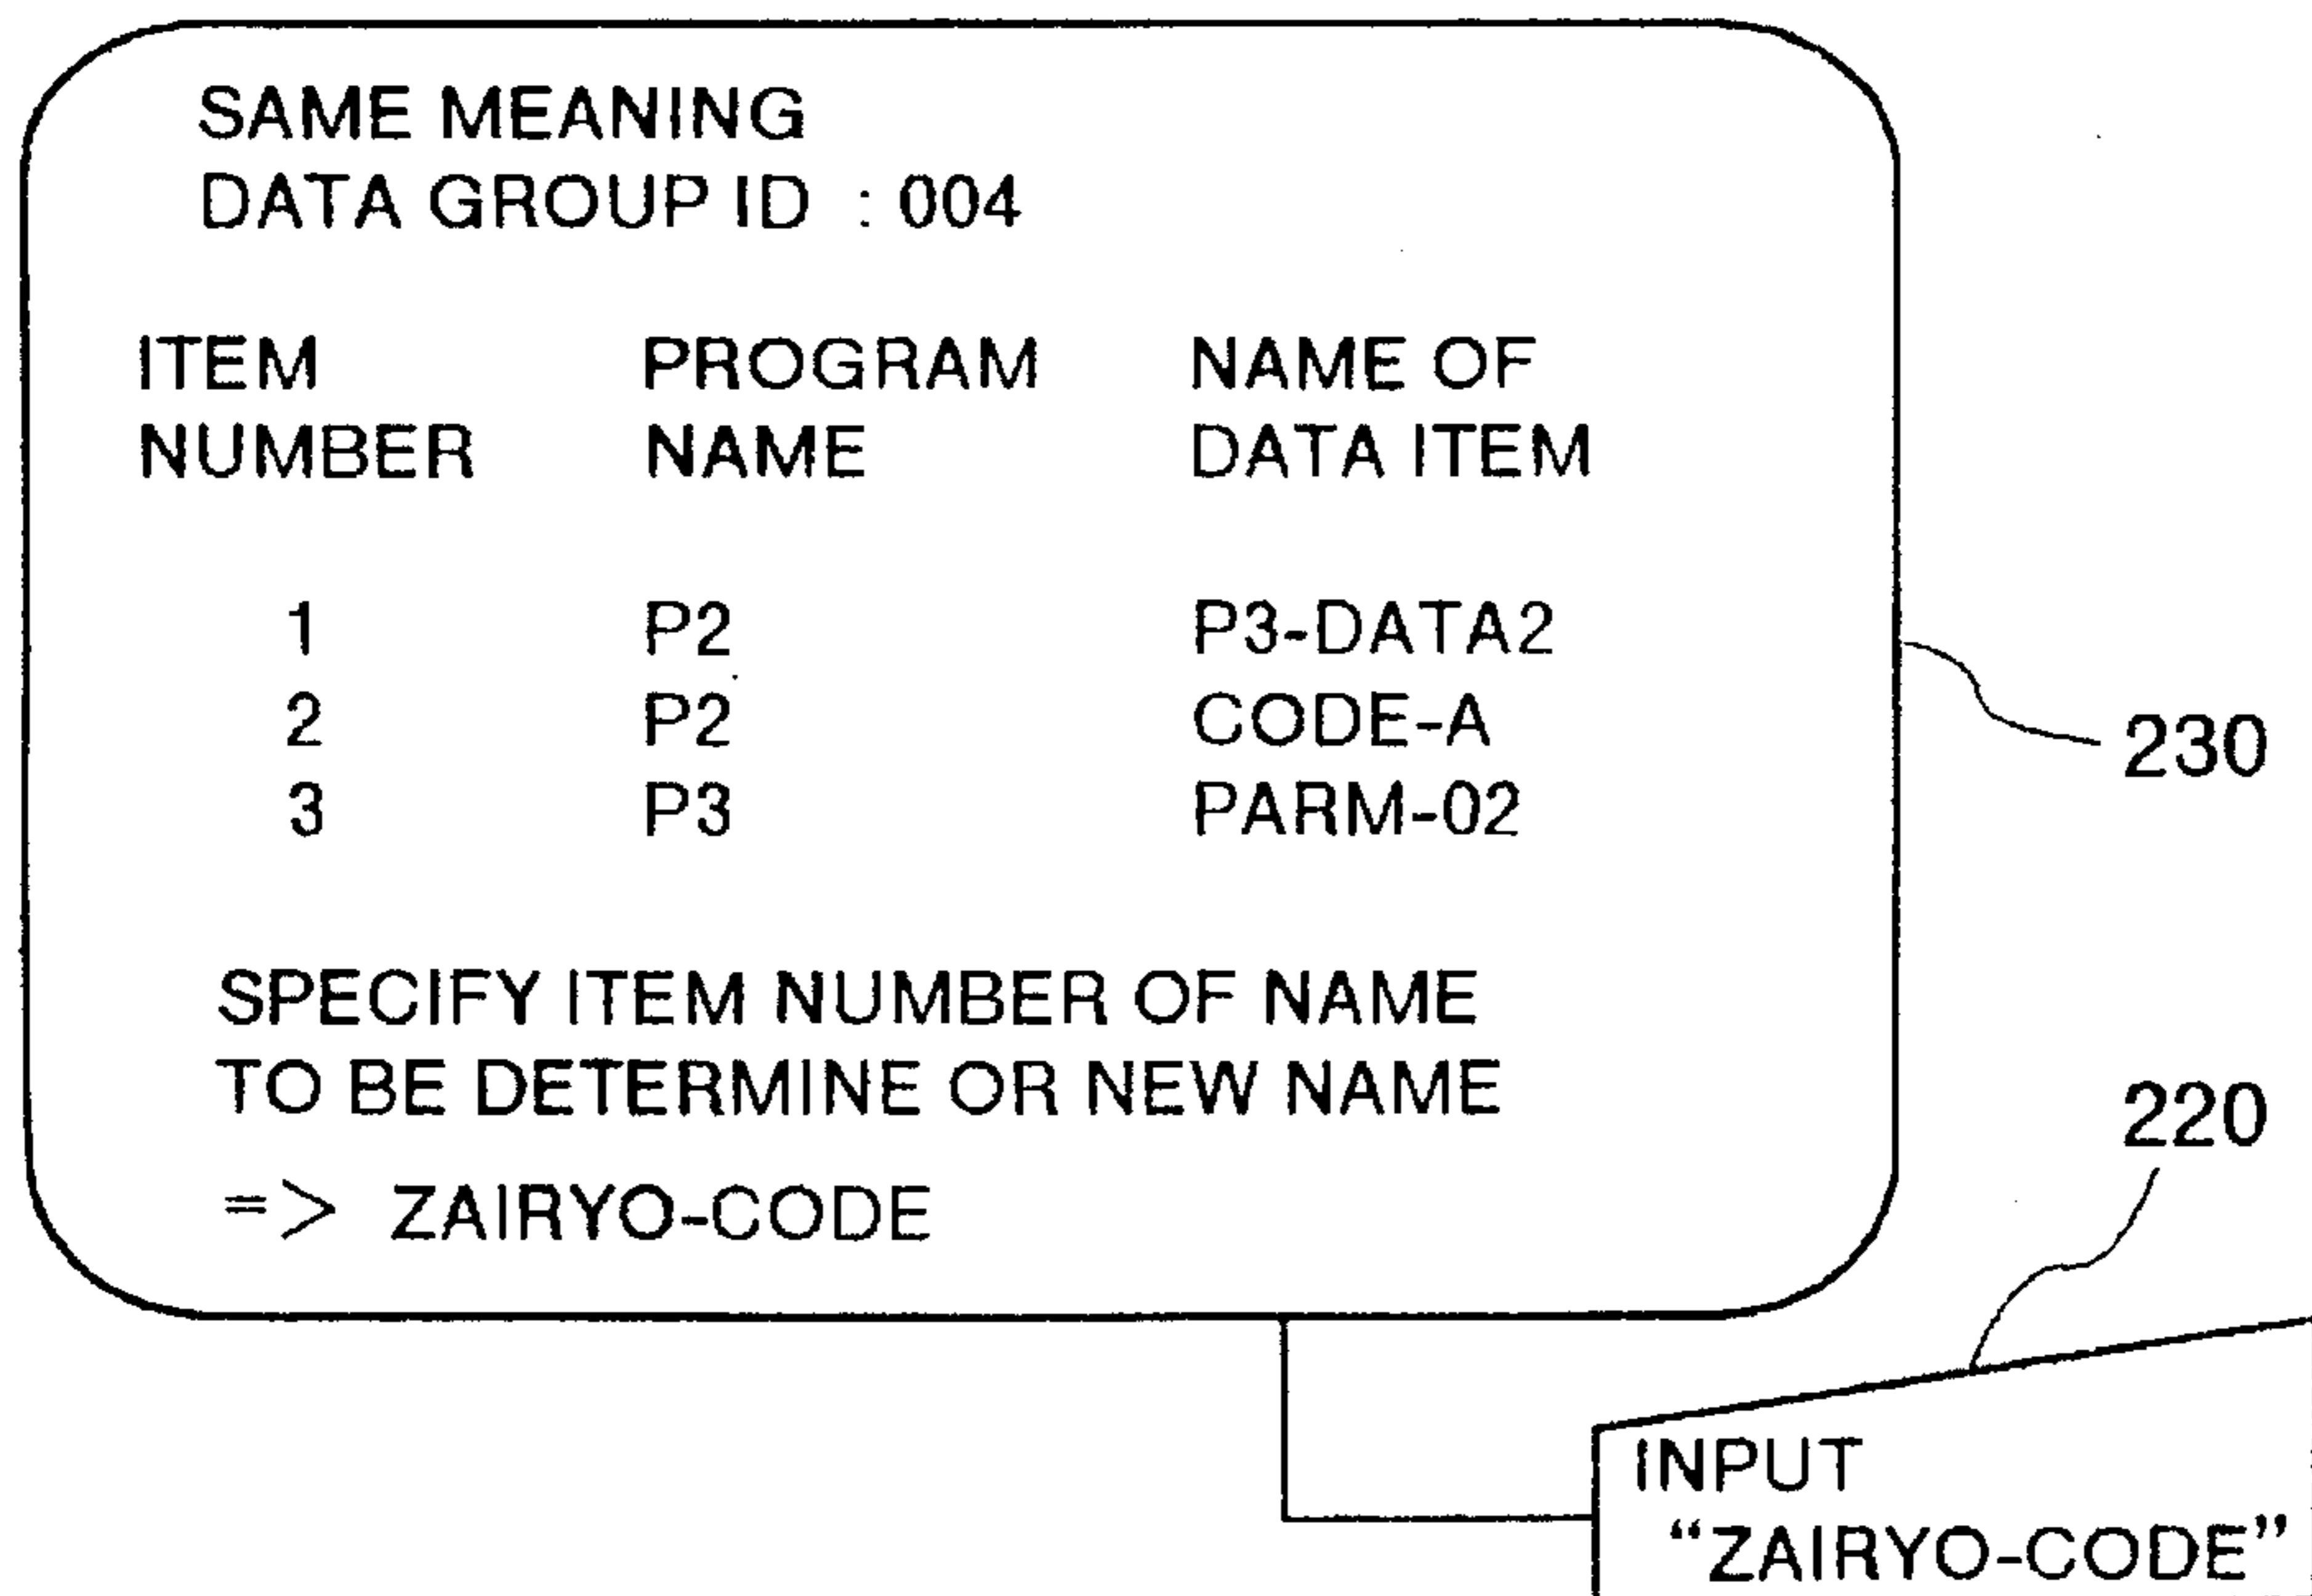 SAME MEANING
DATA GROUP ID : 004
ITEM NUMBER PROGRAM NAME NAME OF DATA ITEM
1 P2 P3-DATA2
2 P2 CODE-A
3 P3 PARM-02
230
SPECIFY ITEM NUMBER OF NAME
TO BE DETERMINE OR NEW NAME
220
=> ZAIRYO-CODE
INPUT
“ZAIRYO-CODE”